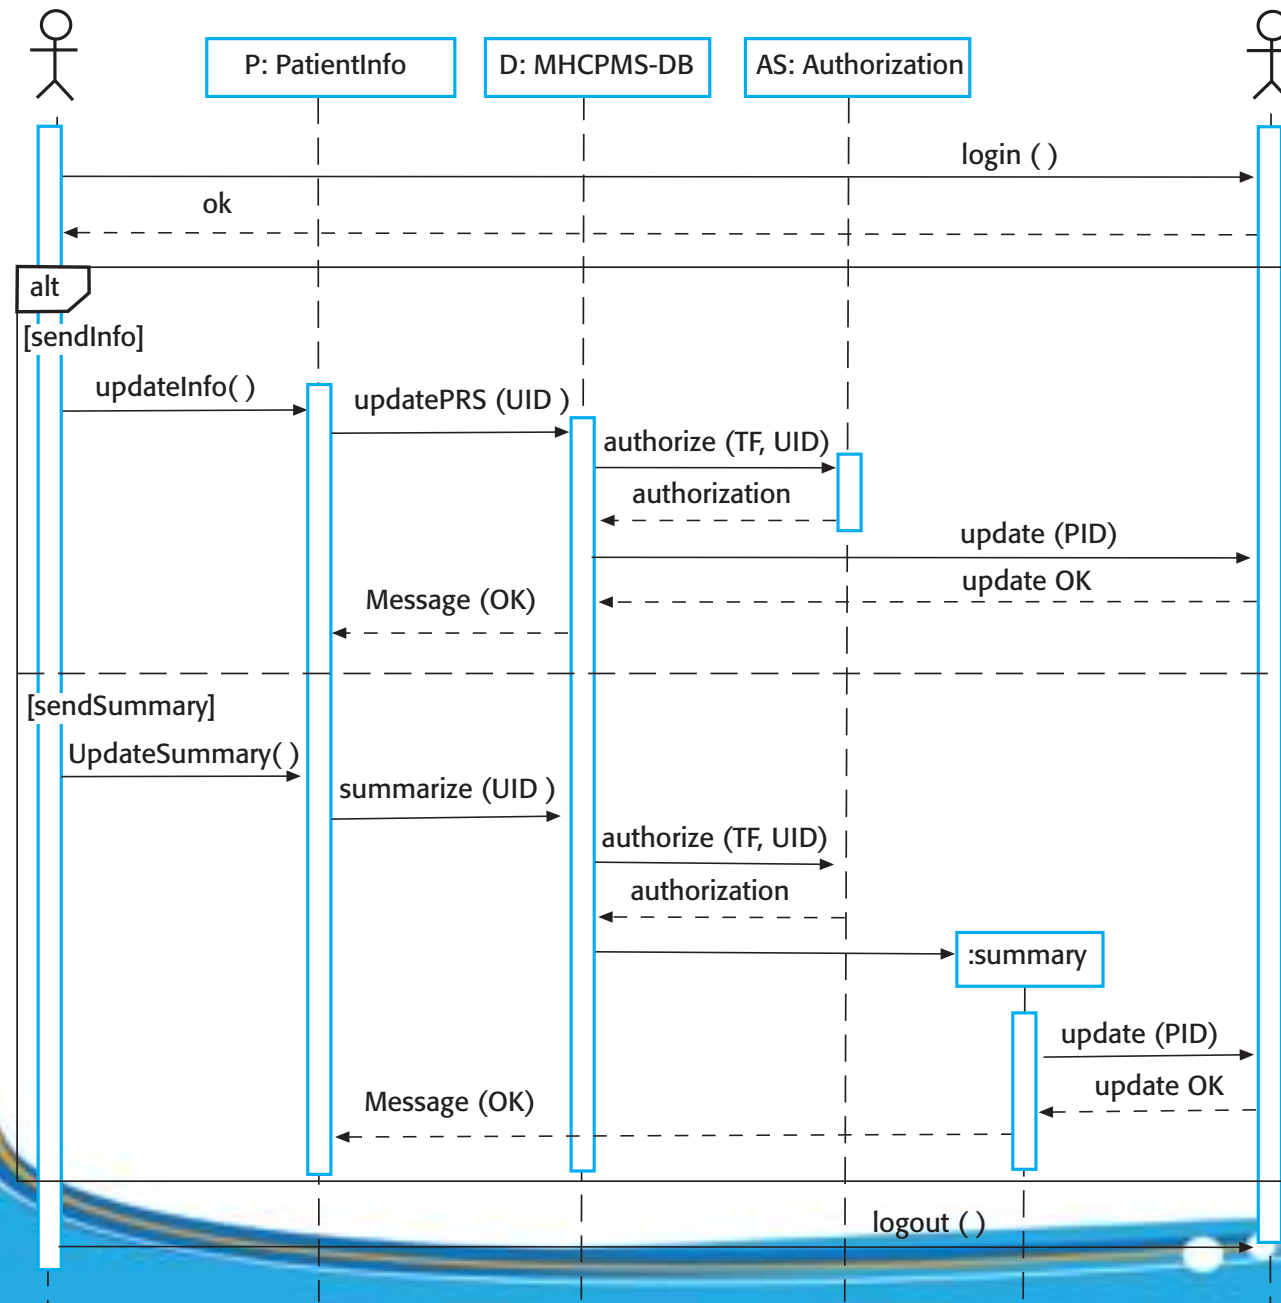 P: PatientInfo
D: MHCPMS-DB
AS: Authorization
login ( )
ok
alt
[sendInfo]
updateInfo( )
updatePRS (UID )
authorize (TF, UID)
authorization
update (PID)
update OK
Message (OK)
[sendSummary]
UpdateSummary( )
summarize (UID )
authorize (TF, UID)
authorization
:summary
update (PID)
update OK
Message (OK)
logout ( )